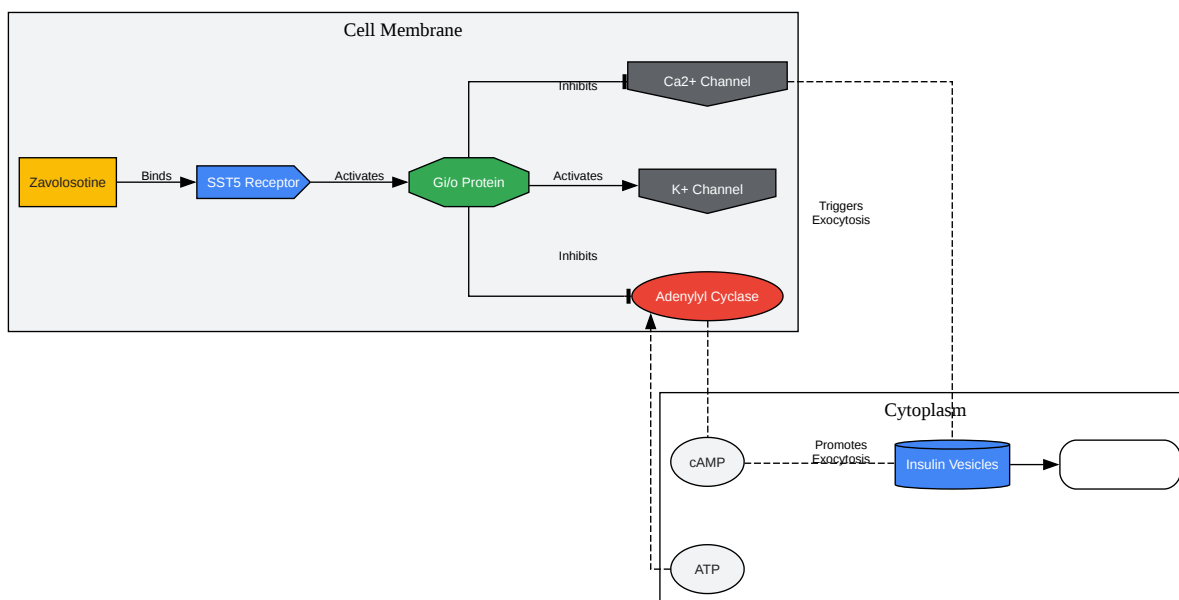 Cell Membrane
Ca2+ Channel
Inhibits
Zavolosotine
Binds
SST5 Receptor
Activates
Gi/o Protein
Activates
K+ Channel
Triggers
Exocytosis
Inhibits
Adenylyl Cyclase
Cytoplasm
cAMP
Promotes
Exocytosis
Insulin Vesicles
ATP